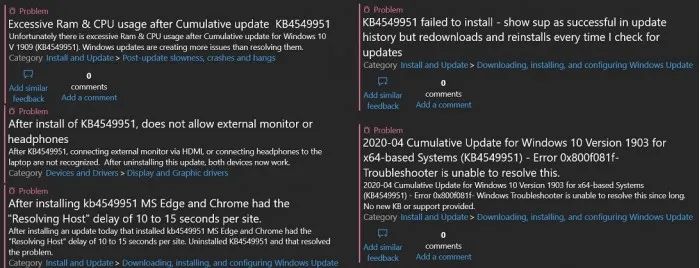 Problem
Excessive Ram & CPU usage after Cumulative update KB4549951
Unfortunately there is excessive Ram & CPU usage after Cumulative update for Windows 10
V 1909 (KB4549951). Windows updates are creating more issues than resolving them.
Category Install and Update > Post-update slowness, crashes and hangs
Add similar
feedback
0
comments
Add a comment
Problem
After install of KB4549951, does not allow external monitor or
headphones
After KB4549951, connecting external monitor via HDMI, or connecting headphones to the
laptop are not recognized. After uninstalling this update, both devices now work.
Category Devices and Drivers > Display and Graphic drivers
Problem
After installing kb4549951 MS Edge and Chrome had the
"Resolving Host" delay of 10 to 15 seconds per site.
After installing an update today that installed kb4549951 MS Edge and Chrome had the
"Resolving Host" delay of 10 to 15 seconds per site. Uninstalled KB4549951 and that resolved
the problem.
Category Install and Update > Downloading, installing, and configuring Windows Update
Problem
KB4549951 failed to install - show sup as successful in update
history but redownloads and reinstalls every time I check for
updates
Category Install and Update > Downloading, installing, and configuring Windows Update
Add similar
feedback
0
comments
Add a comment
Problem
2020-04 Cumulative Update for Windows 10 Version 1903 for
x64-based Systems (KB4549951) - Error 0x800f081f-
Troubleshooter is unable to resolve this.
2020-04 Cumulative Update for Windows 10 Version 1903 for x64-based Systems
(KB4549951) - Error 0x800f081f- Windows Troubleshooter is unable to resolve this since long.
No new KB or support provided.
Category Install and Update > Downloading, installing, and configuring Windows Update
Add similar
feedback
0
comments
Add a comment